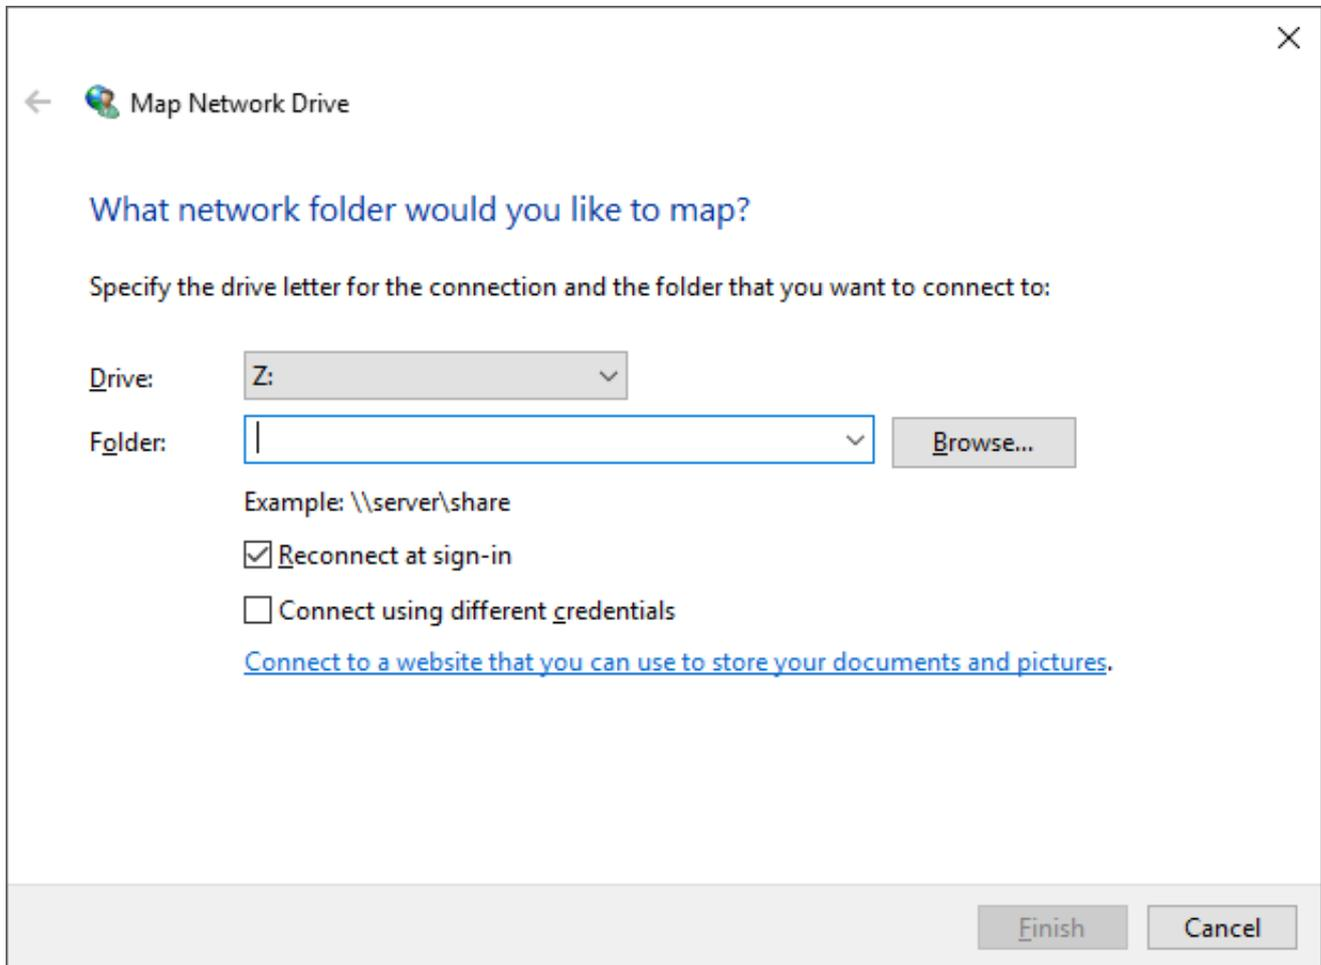 Map Network Drive
What network folder would you like to map?
Specify the drive letter for the connection and the folder that you want to connect to:
Drive: Z:
Folder: Browse...
Example: \\server\share
Reconnect at sign-in
Connect using different credentials
Connect to a website that you can use to store your documents and pictures.
Finish Cancel